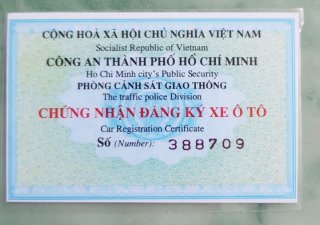 CỘNG HOÀ XÃ HỘI CHỦ NGHĨA VIỆT NAM
Socialist Republic of Vietnam
CÔNG AN THÀNH PHỐ HỒ CHÍ MINH
Ho Chi Minh city's Public Security
PHÒNG CẢNH SÁT GIAO THÔNG
The traffic police Division
CHỨNG NHẬN ĐĂNG KÝ XE Ô TÔ
Car Registration Certificate
Số (Number): 388709